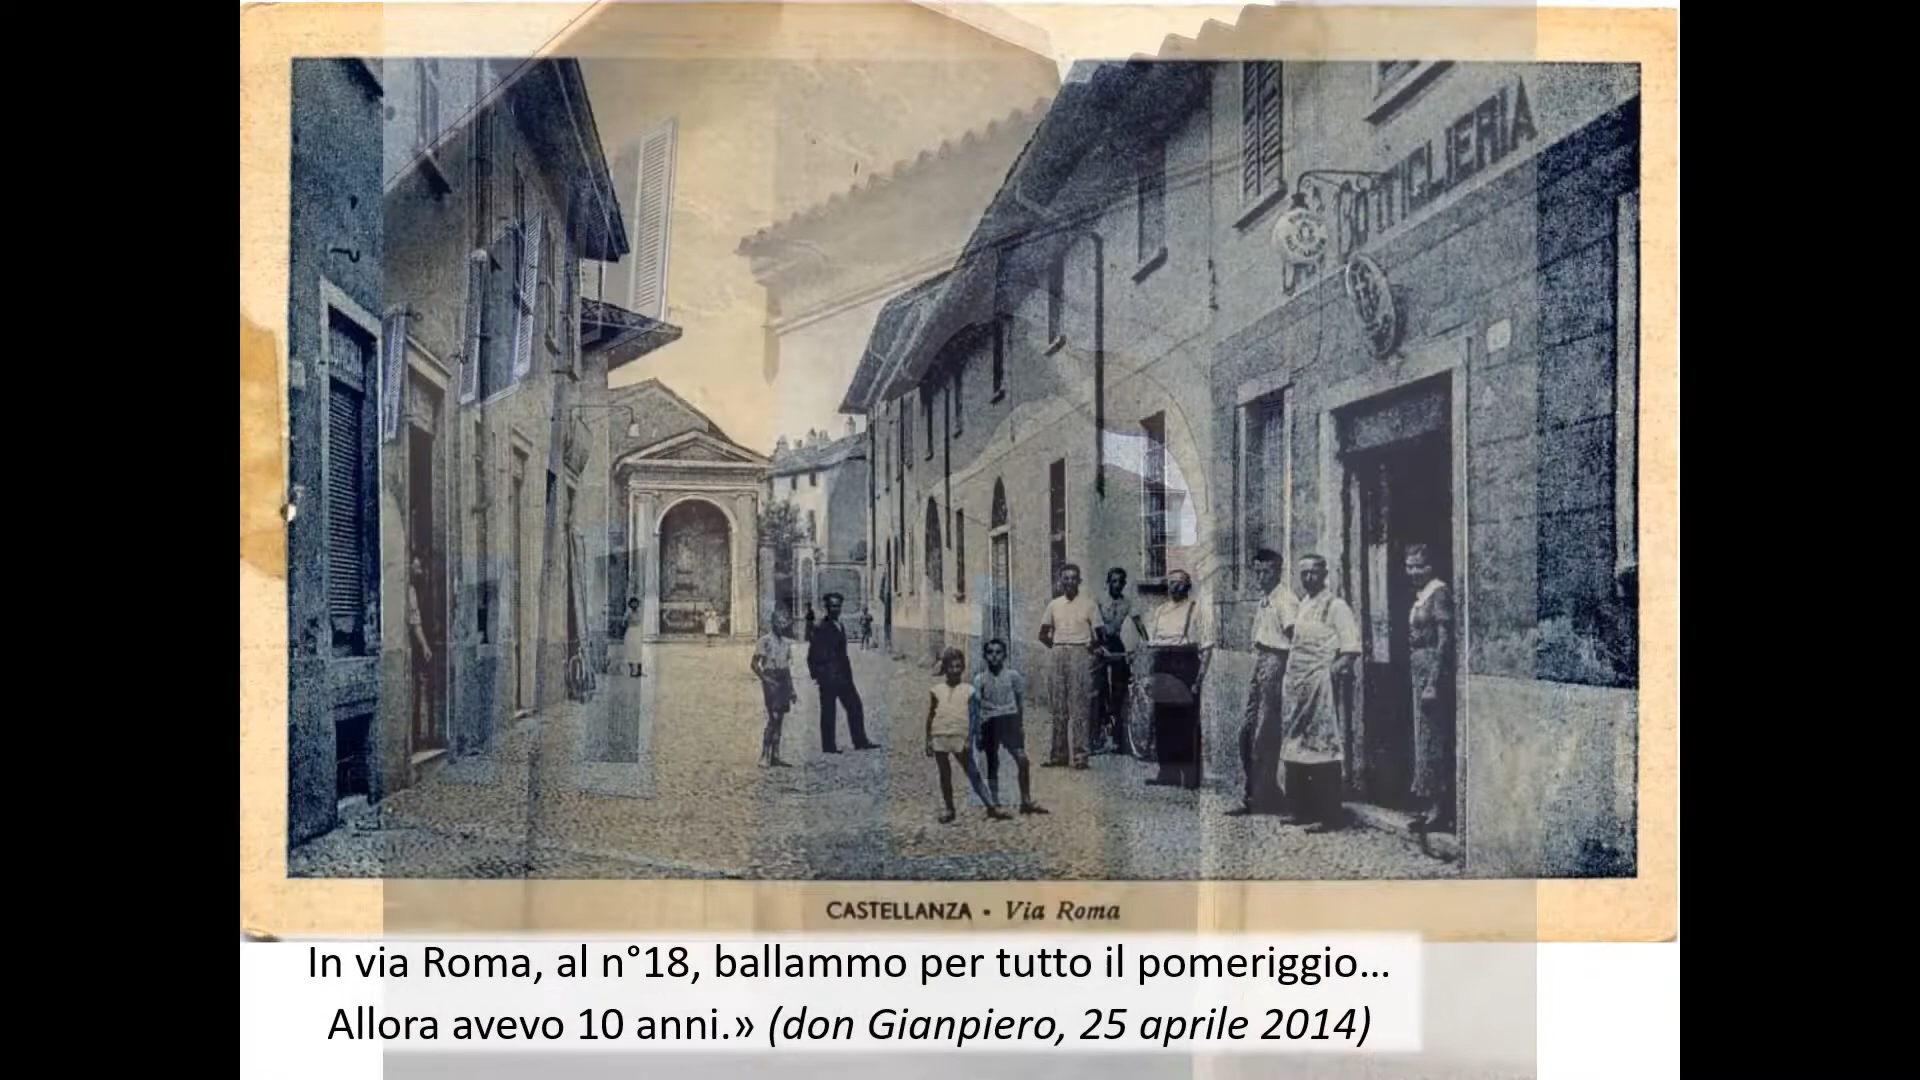 BOTTIGLIERIA
CASTELLANZA - Via Roma
In via Roma, al n°18, ballammo per tutto il pomeriggio...
Allora avevo 10 anni.» (don Gianpiero, 25 aprile 2014)